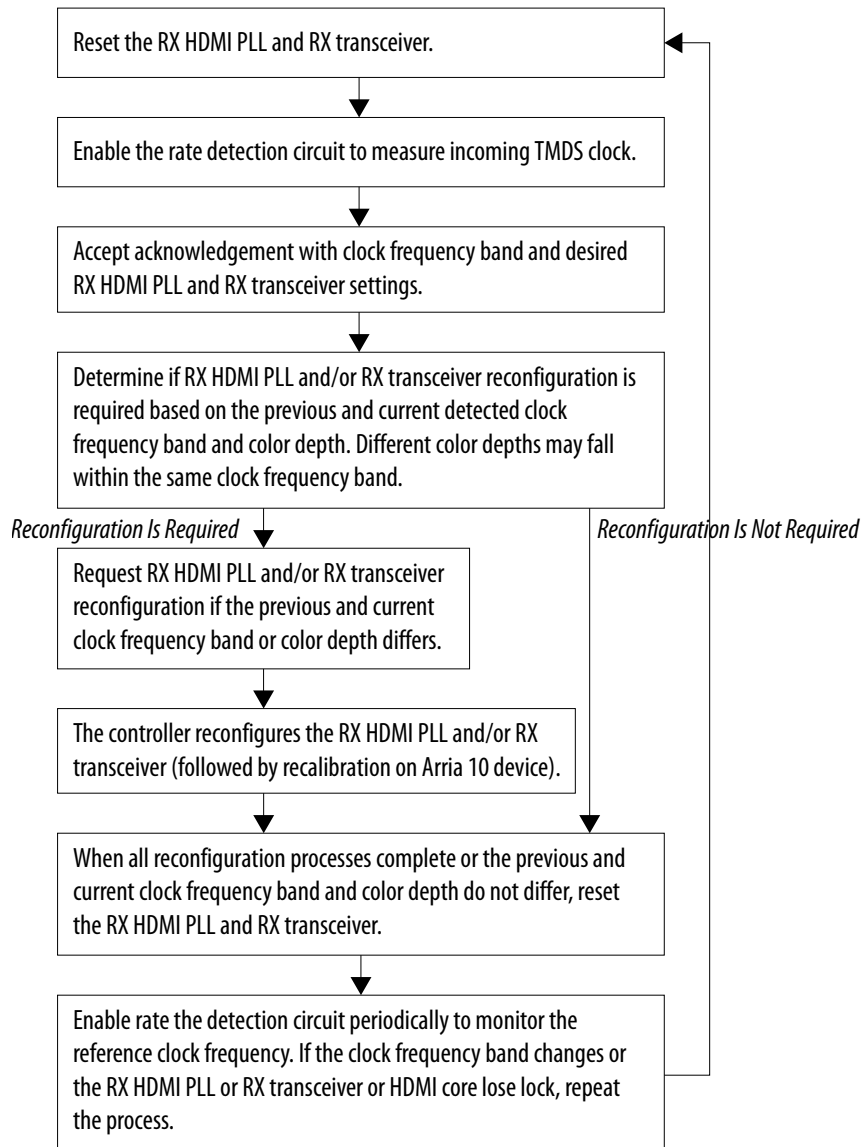 Reset the RX HDMI PLL and RX transceiver.
Enable the rate detection circuit to measure incoming TMDS clock.
Accept acknowledgement with clock frequency band and desired
RX HDMI PLL and RX transceiver settings.
Determine if RX HDMI PLL and/or RX transceiver reconfiguration is
required based on the previous and current detected clock
frequency band and color depth. Different color depths may fall
within the same clock frequency band.
Reconfiguration Is Required
Reconfiguration Is Not Required
Request RX HDMI PLL and/or RX transceiver
reconfiguration if the previous and current
clock frequency band or color depth differs.
The controller reconfigures the RX HDMI PLL and/or RX
transceiver (followed by recalibration on Arria 10 device).
When all reconfiguration processes complete or the previous and
current clock frequency band and color depth do not differ, reset
the RX HDMI PLL and RX transceiver.
Enable rate the detection circuit periodically to monitor the
reference clock frequency. If the clock frequency band changes or
the RX HDMI PLL or RX transceiver or HDMI core lose lock, repeat
the process.